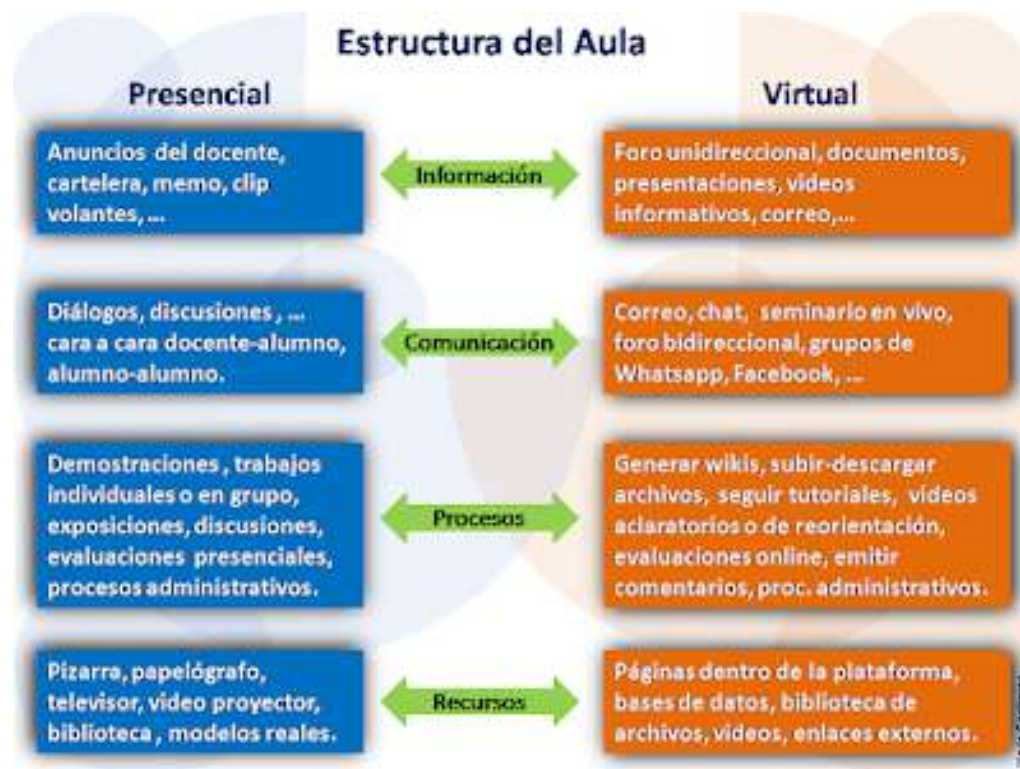 Estructura del Aula
Presencial
Virtual
Anuncios del docente,
cartelera, memo, clip
volantes, ...
Información
Foro unidireccional, documentos,
presentaciones, videos
informativos, correo,...
Diálogos, discusiones , ...
cara a cara docente-alumno,
alumno-alumno.
Comunicación
Correo, chat, seminario en vivo,
foro bidireccional, grupos de
Whatsapp, Facebook, ...
Demostraciones , trabajos
individuales o en grupo,
exposiciones, discusiones,
evaluaciones presenciales,
procesos administrativos.
Procesos
Generar wikis, subir-descargar
archivos, seguir tutoriales, videos
aclaratorios o de reorientación,
evaluaciones online, emitir
comentarios, proc. administrativos.
Pizarra, papelógrafo,
televisor, video proyector,
biblioteca , modelos reales.
Recursos
Páginas dentro de la plataforma,
bases de datos, biblioteca de
archivos, videos, enlaces externos.